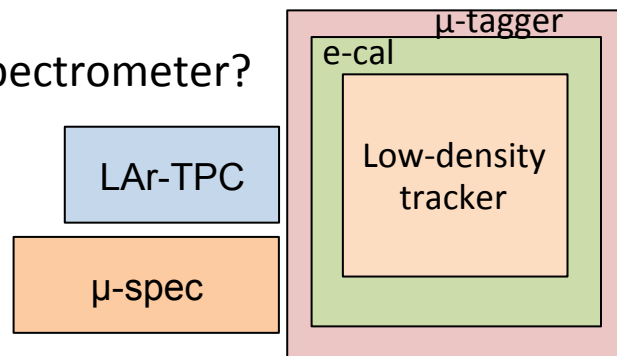 μ-tagger
e-cal
pectrometer?
LAr-TPC
Low-density
tracker
μ-spec